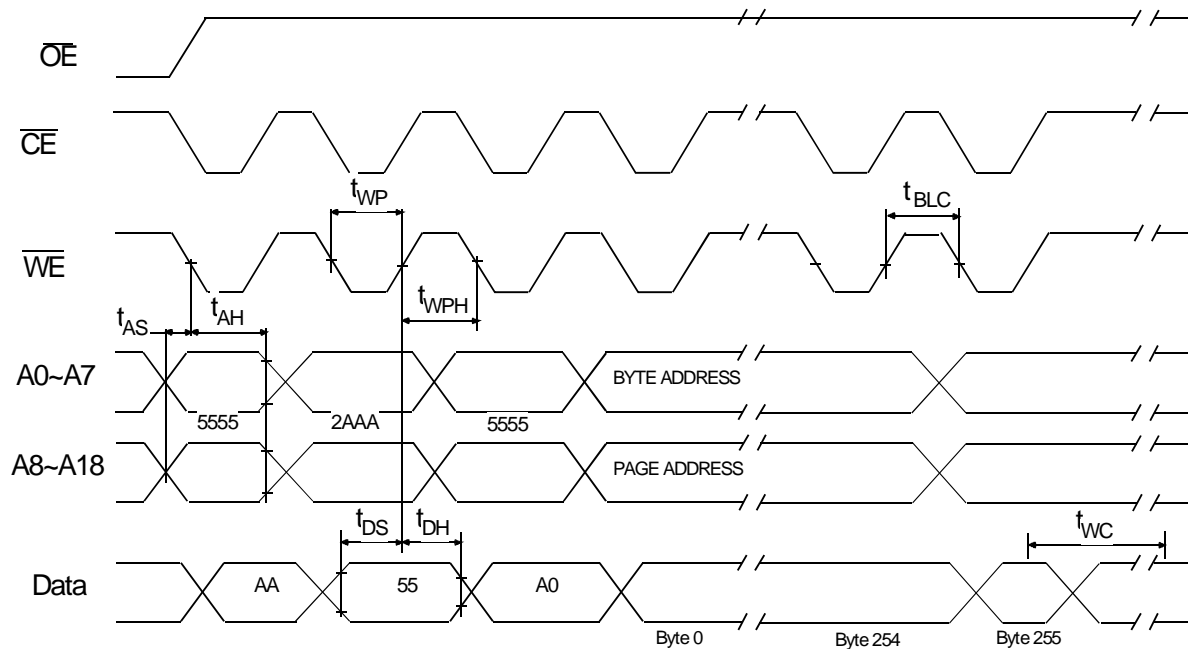 OE
CE
tWP
tBLC
WE
tWPH
tAS
tAH
A0~A7
BYTE ADDRESS
5555
2AAA
5555
A8~A18
PAGE ADDRESS
tDS
tDH
tWC
Data
AA
55
A0
Byte 0
Byte 254
Byte 255